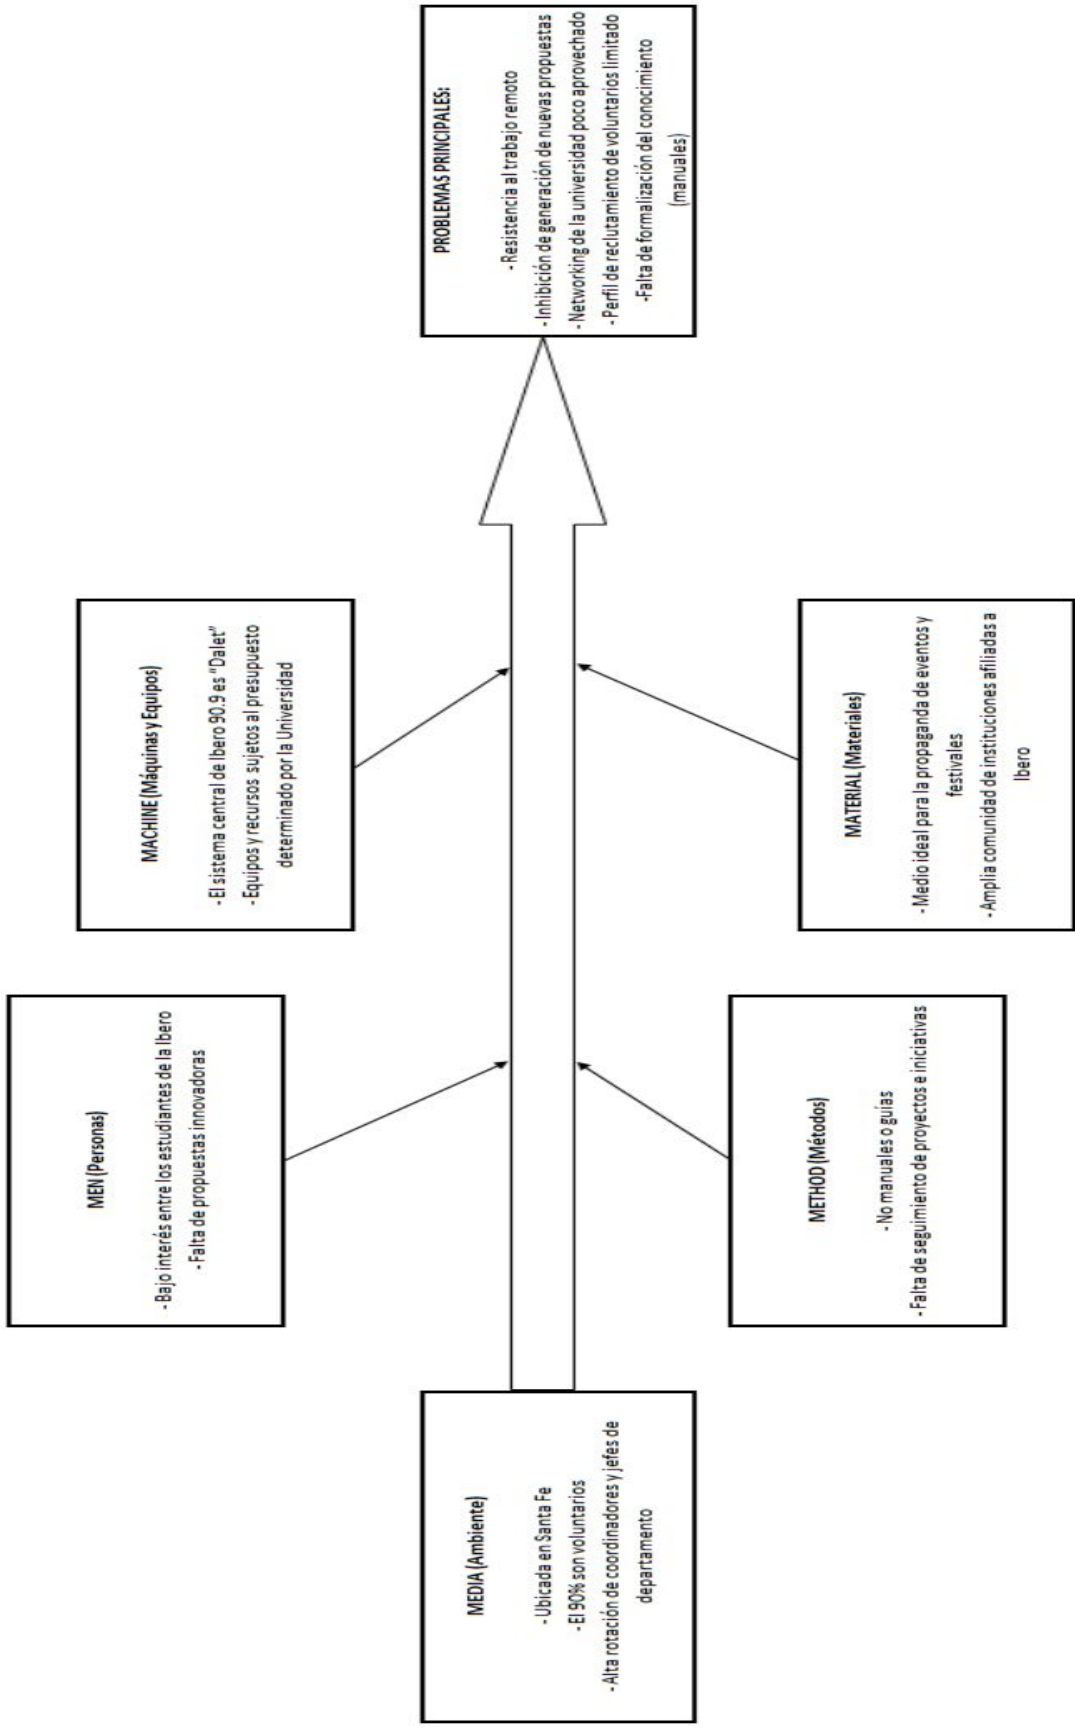 MEN (Personas)
- Bajo interés entre los estudiantes de la Ibero
- Falta de propuestas innovadoras
MACHINE (Máquinas y Equipos)
- El sistema central de Ibero 90.9 es "Dalet"
- Equipos y recursos sujetos al presupuesto
determinado por la Universidad
MEDIA (Ambiente)
- Ubicada en Santa Fe
- El 90% son voluntarios
- Alta rotación de coordinadores y jefes de
departamento
PROBLEMAS PRINCIPALES:
- Resistencia al trabajo remoto
- Inhibición de generación de nuevas propuestas
- Networking de la universidad poco aprovechado
- Perfil de reclutamiento de voluntarios limitado
-Falta de formalización del conocimiento
(manuales)
METHOD (Métodos)
- No manuales o guías
- Falta de seguimiento de proyectos e iniciativas
MATERIAL (Materiales)
- Medio ideal para la propaganda de eventos y
festivales
- Amplia comunidad de instituciones afiliadas a
Ibero